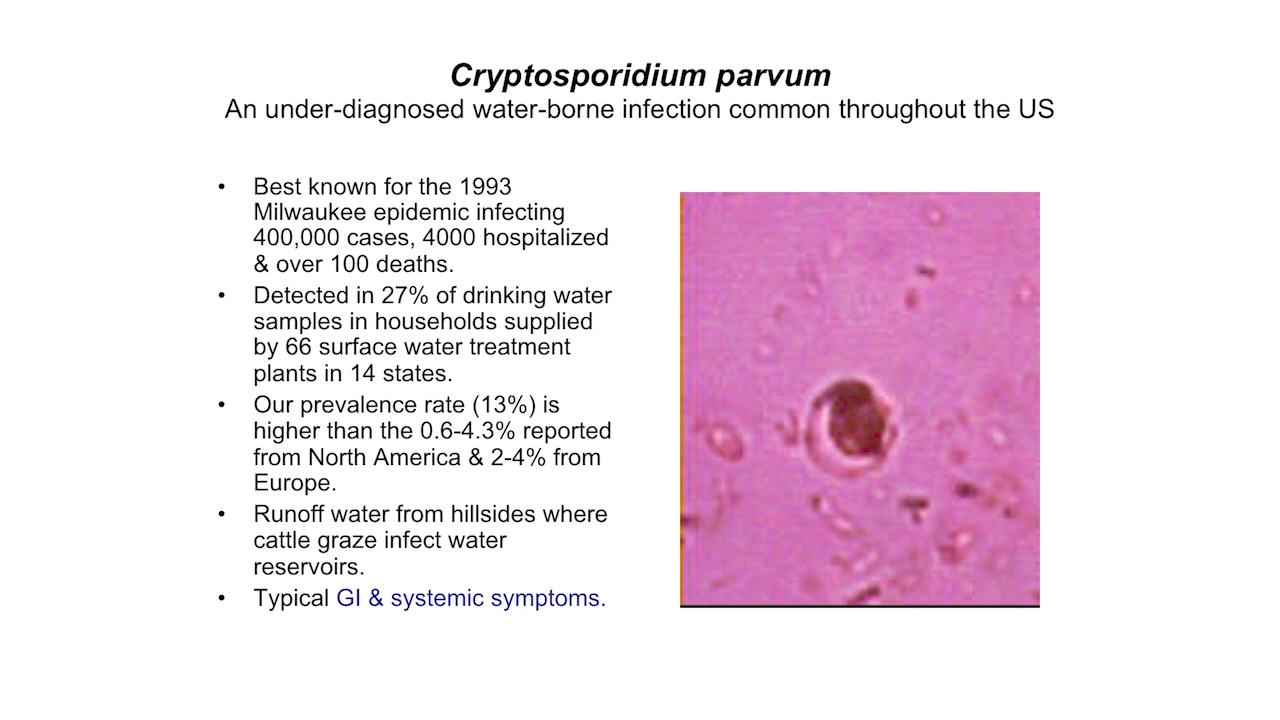 Cryptosporidium parvum
An under-diagnosed water-borne infection common throughout the US
• Best known for the 1993
Milwaukee epidemic infecting
400,000 cases, 4000 hospitalized
& over 100 deaths.
• Detected in 27% of drinking water
samples in households supplied
by 66 surface water treatment
plants in 14 states.
• Our prevalence rate (13%) is
higher than the 0.6-4.3% reported
from North America & 2-4% from
Europe.
• Runoff water from hillsides where
cattle graze infect water
reservoirs.
• Typical GI & systemic symptoms.